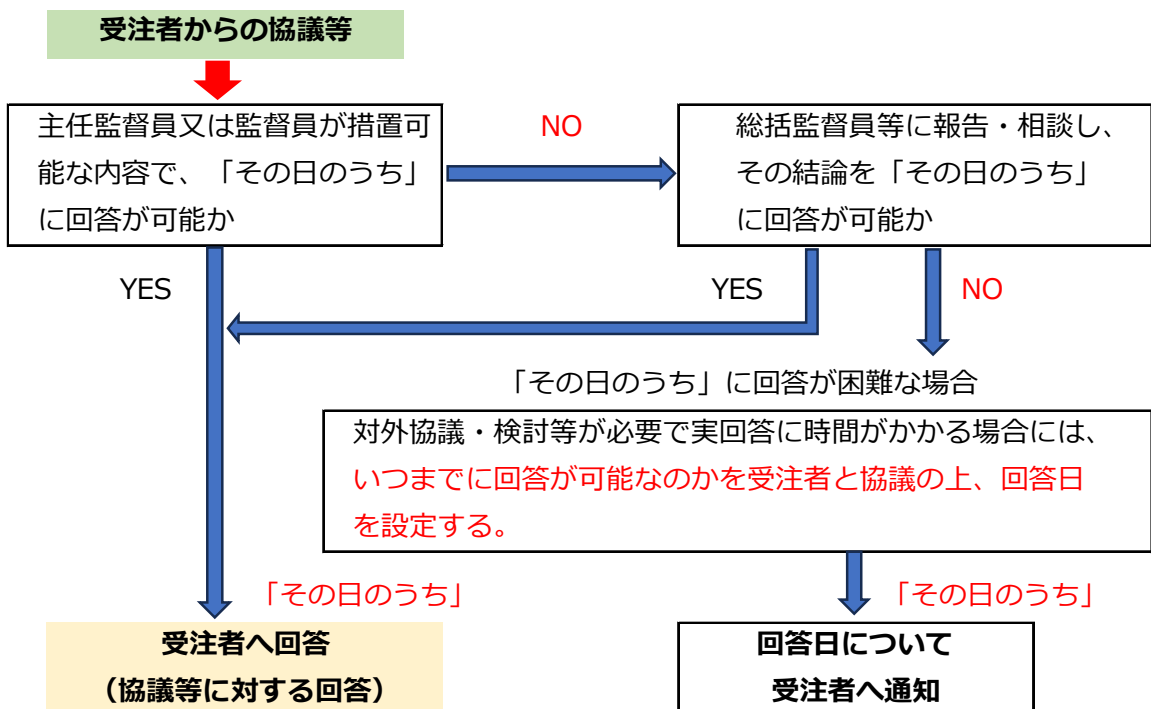 受注者からの協議等
主任監督員又は監督員が措置可
能な内容で、「その日のうち」
に回答が可能か
NO
総括監督員等に報告・相談し、
その結論を「その日のうち」
に回答が可能か
YES
YES
NO
「その日のうち」に回答が困難な場合
対外協議・検討等が必要で実回答に時間がかかる場合には、
いつまでに回答が可能なのかを受注者と協議の上、回答日
を設定する。
「その日のうち」
「その日のうち」
受注者へ回答
（協議等に対する回答）
回答日について
受注者へ通知